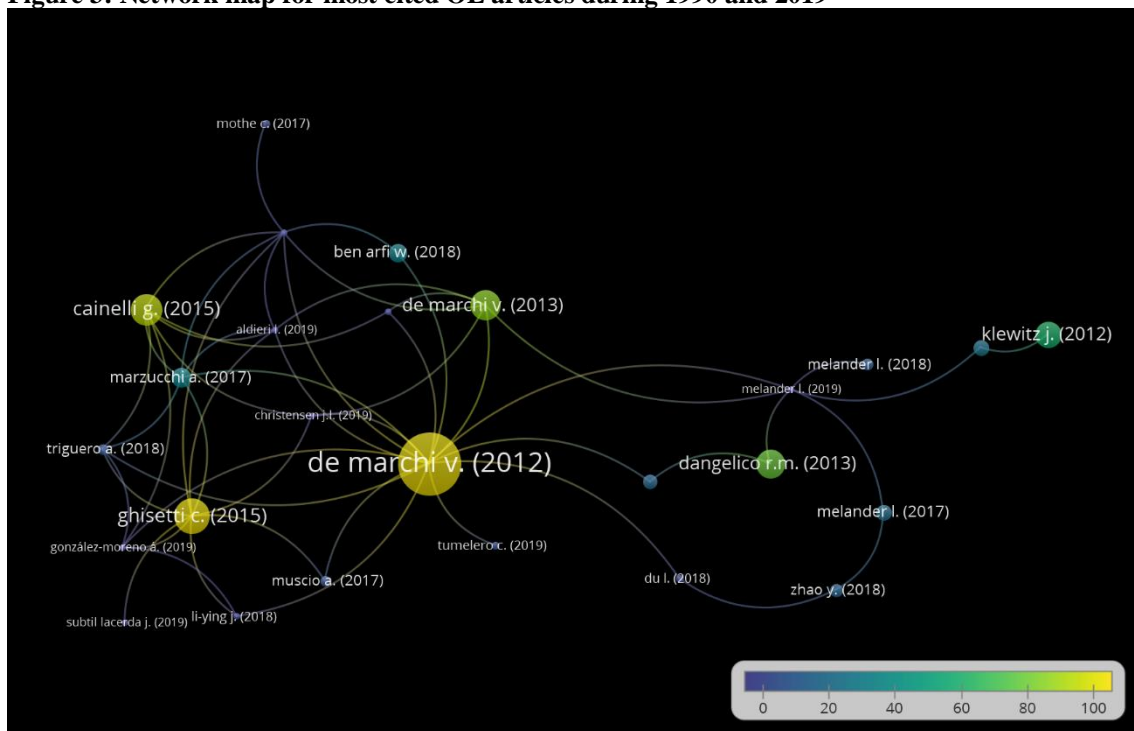 Figure 3: Network map for most cited OE articles during 1990 and 2019
mothe c. (2017)
ben arfi w. (2018)
cainelli g. (2015)
de marchi v. (2013)
aldieri l. (2019)
klewitz j. (2012)
melander l. (2018)
marzucchi a. (2017)
melander l. (2019)
christensen j.l. (2019)
triguero a. (2018)
de marchi v. (2012)
dangelico r.m. (2013)
ghisetti c. (2015)
melander l. (2017)
gonzález-moreno á. (2019)
tumelero c. (2019)
muscio a. (2017)
du l. (2018)
zhao y. (2018)
subtil lacerda j. (2019)
li-ying j. (2018)
0 20 40 60 80 100